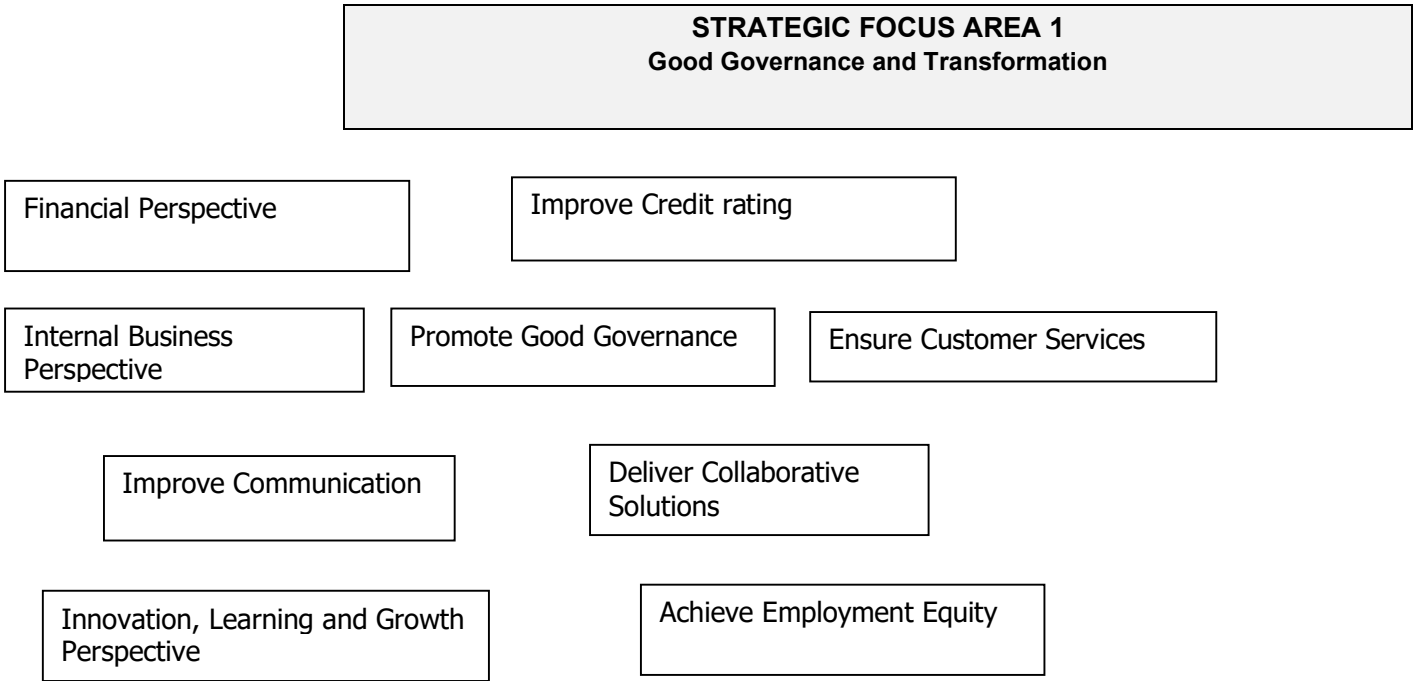 STRATEGIC FOCUS AREA 1
Good Governance and Transformation
Financial Perspective
Improve Credit rating
Internal Business
Perspective
Promote Good Governance
Ensure Customer Services
Improve Communication
Deliver Collaborative
Solutions
Innovation, Learning and Growth
Perspective
Achieve Employment Equity